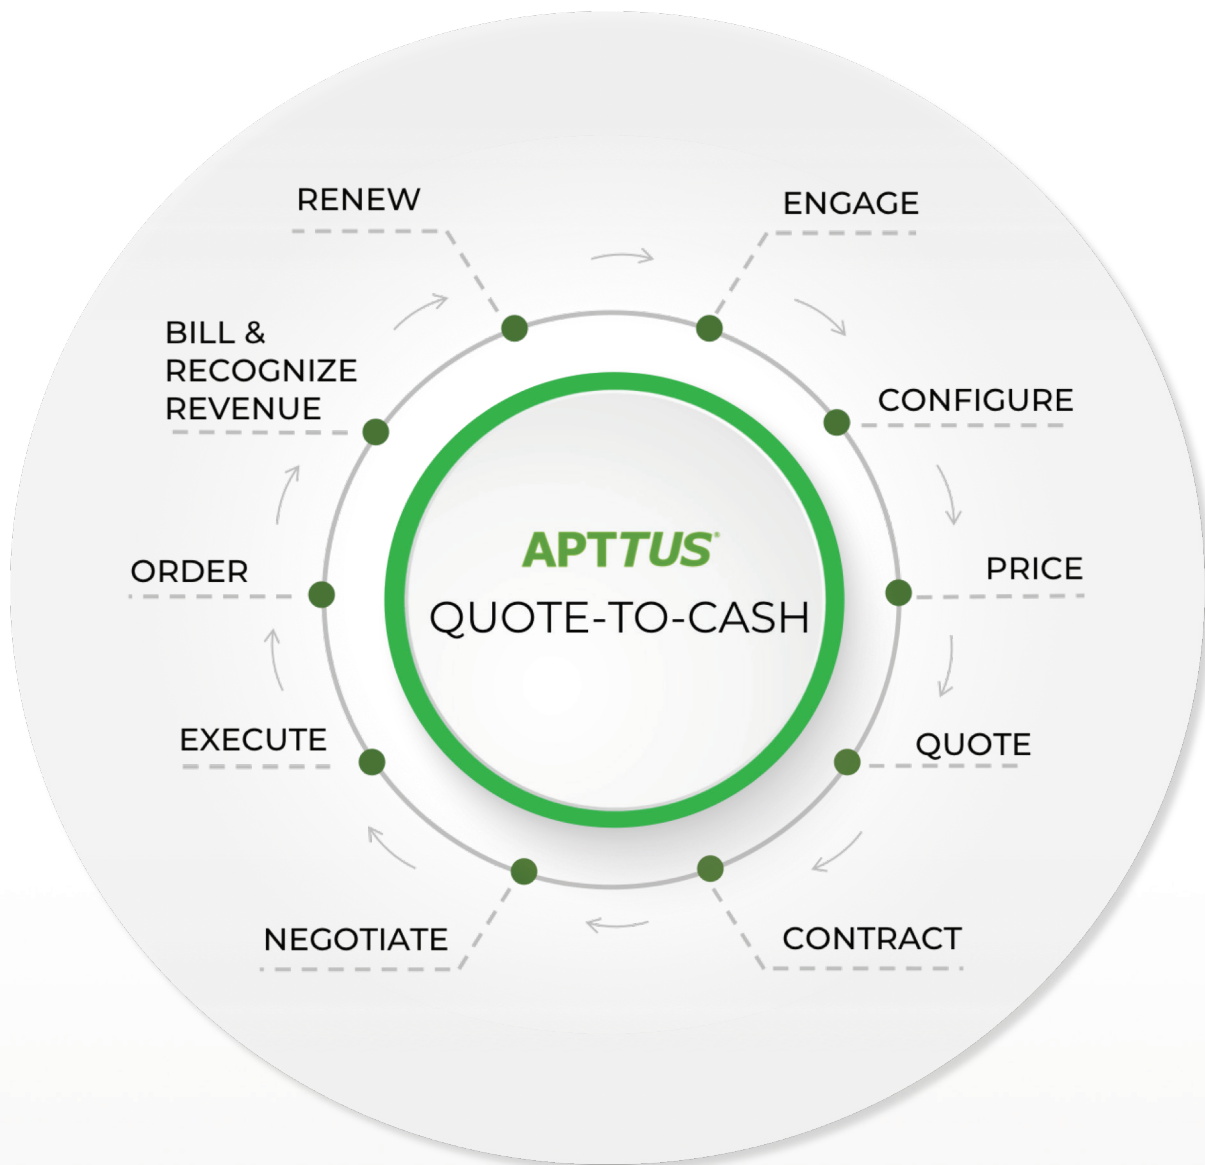 RENEW
ENGAGE
BILL &
RECOGNIZE
REVENUE
CONFIGURE
APTTUS®
QUOTE-TO-CASH
ORDER
PRICE
EXECUTE
QUOTE
NEGOTIATE
CONTRACT